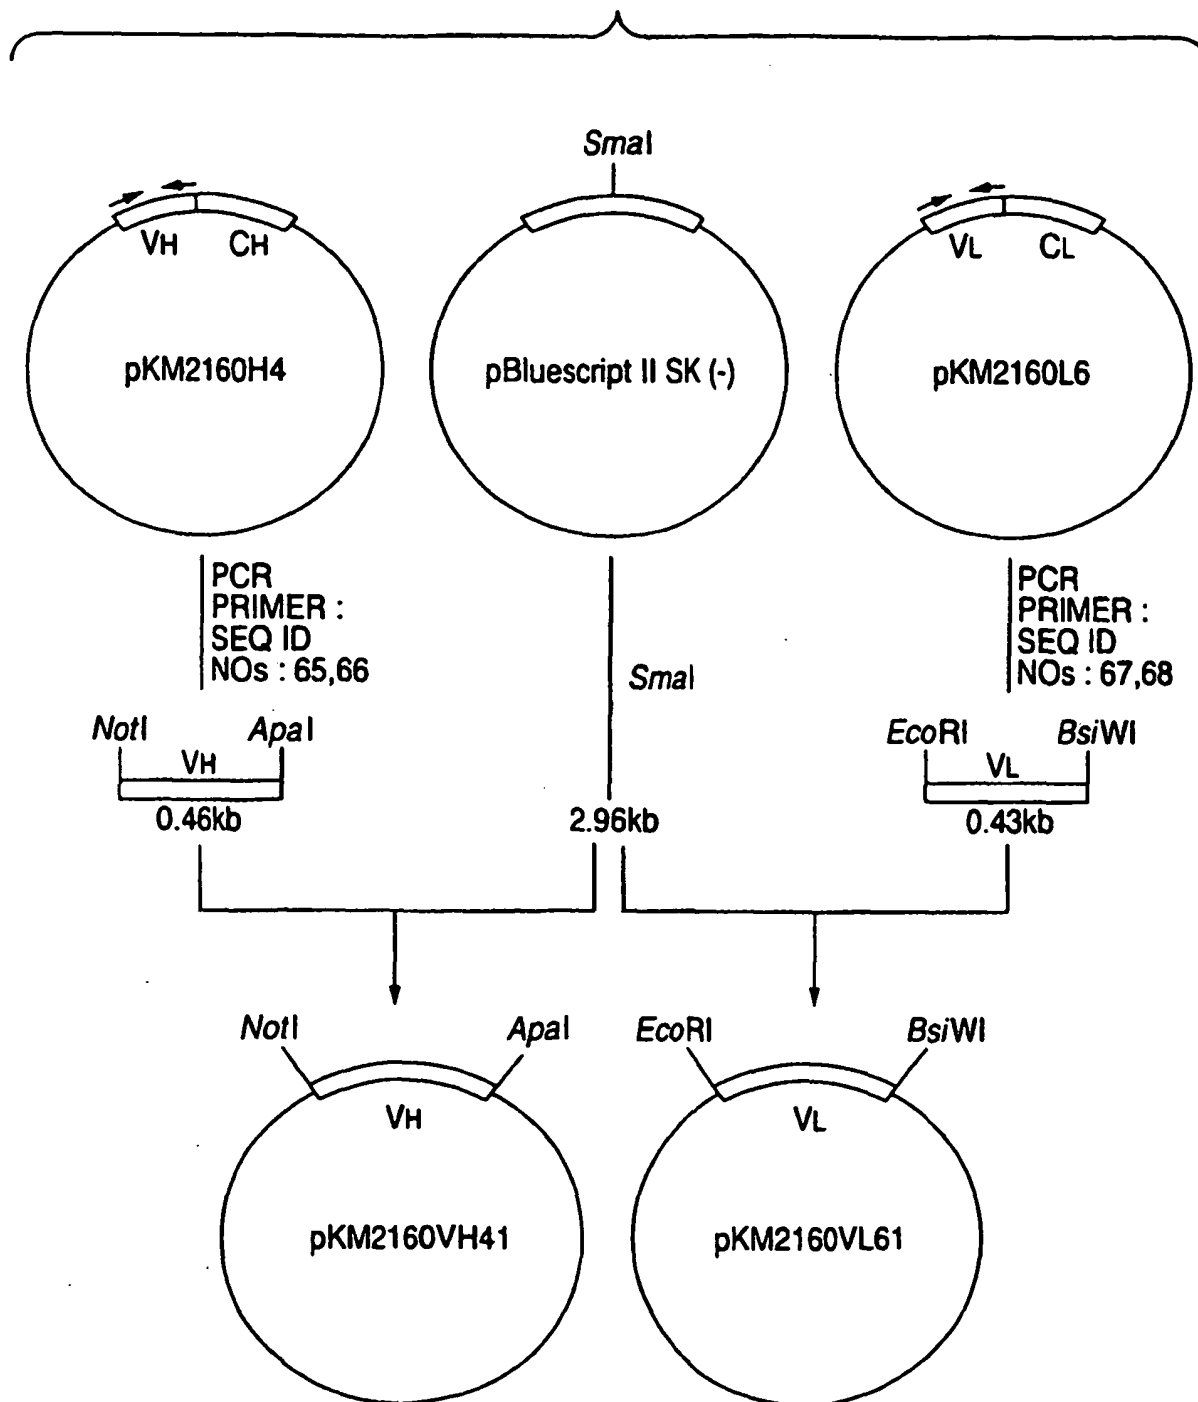 SmaI
VH CH
pKM2160H4
pBluescript II SK (-)
VL CL
pKM2160L6
PCR
PRIMER :
SEQ ID
NOs : 65,66
SmaI
PCR
PRIMER :
SEQ ID
NOs : 67,68
NotI ApaI
VH
0.46kb
2.96kb
EcoRI BsiWI
VL
0.43kb
NotI ApaI
VH
pKM2160VH41
EcoRI BsiWI
VL
pKM2160VL61